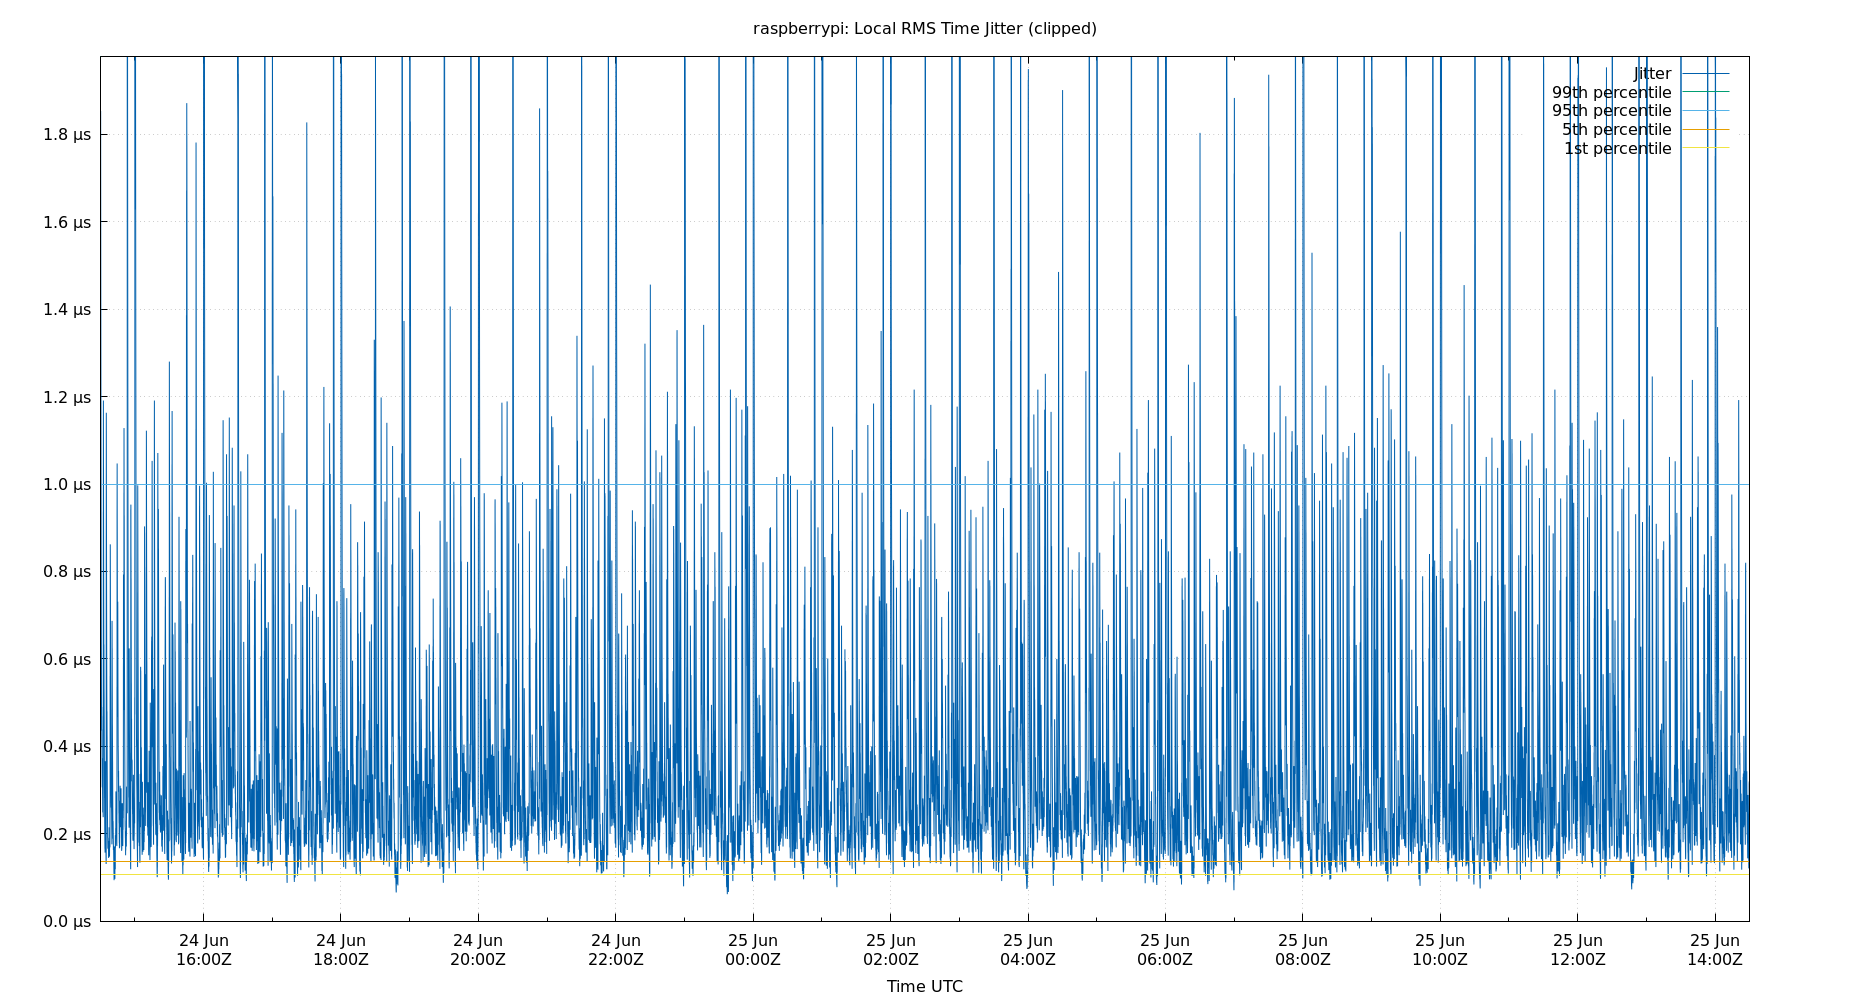 raspberrypi: Local RMS Time Jitter (clipped)
Jitter
99th percentile
95th percentile
5th percentile
1st percentile
1.8 µs
1.6 µs
1.4 µs
1.2 µs
1.0 µs
0.8 µs
0.6 µs
0.4 µs
0.2 µs
0.0 µs
24 Jun 24 Jun 24 Jun 24 Jun 25 Jun 25 Jun 25 Jun 25 Jun 25 Jun 25 Jun 25 Jun 25 Jun
16:00Z 18:00Z 20:00Z 22:00Z 00:00Z 02:00Z 04:00Z 06:00Z 08:00Z 10:00Z 12:00Z 14:00Z
Time UTC